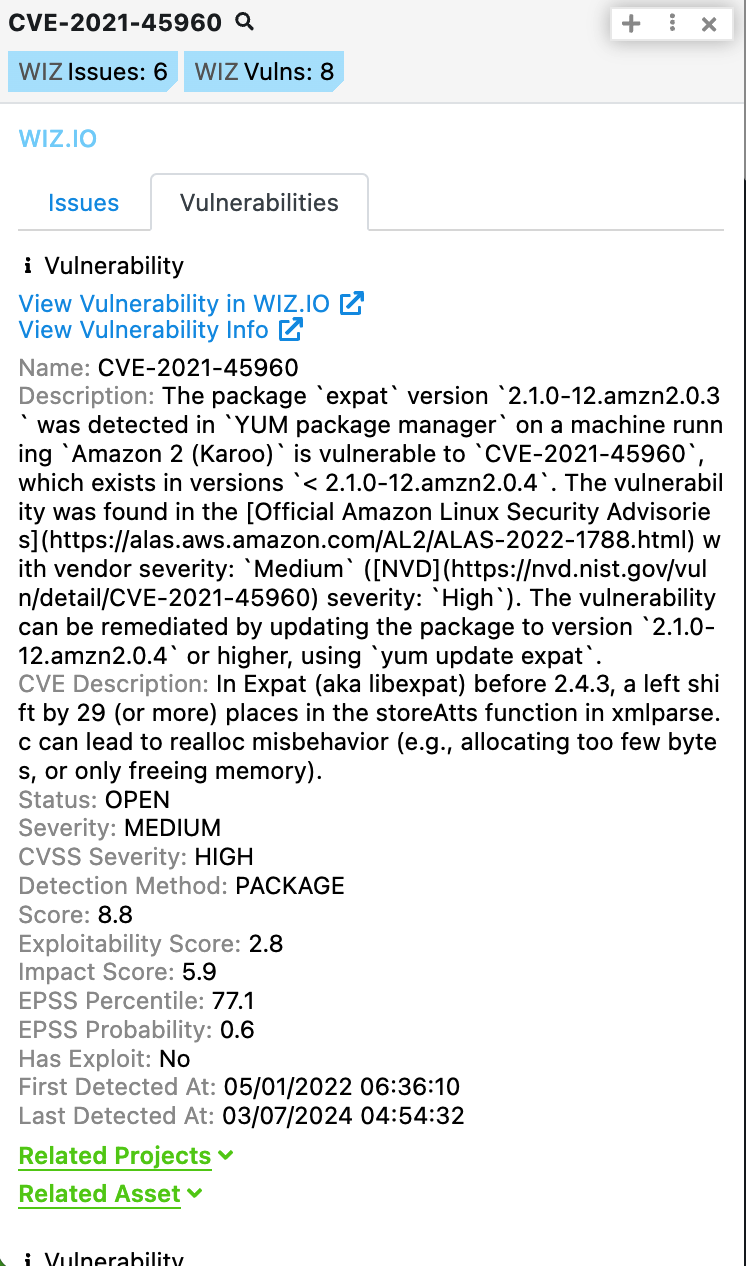 CVE-2021-45960
WIZ Issues: 6 WIZ Vulns: 8
WIZ.IO
Issues Vulnerabilities
Vulnerability
View Vulnerability in WIZ.IO
View Vulnerability Info
Name: CVE-2021-45960
Description: The package `expat` version `2.1.0-12.amzn2.0.3
` was detected in `YUM package manager` on a machine runn
ing `Amazon 2 (Karoo)` is vulnerable to `CVE-2021-45960`,
which exists in versions `< 2.1.0-12.amzn2.0.4`. The vulnerabil
ity was found in the [Official Amazon Linux Security Advisorie
s](https://alas.aws.amazon.com/AL2/ALAS-2022-1788.html) w
ith vendor severity: `Medium` ([NVD](https://nvd.nist.gov/vul
n/detail/CVE-2021-45960) severity: `High`). The vulnerability
can be remediated by updating the package to version `2.1.0-
12.amzn2.0.4` or higher, using `yum update expat`.
CVE Description: In Expat (aka libexpat) before 2.4.3, a left shi
ft by 29 (or more) places in the storeAtts function in xmlparse.
c can lead to realloc misbehavior (e.g., allocating too few byte
s, or only freeing memory).
Status: OPEN
Severity: MEDIUM
CVSS Severity: HIGH
Detection Method: PACKAGE
Score: 8.8
Exploitability Score: 2.8
Impact Score: 5.9
EPSS Percentile: 77.1
EPSS Probability: 0.6
Has Exploit: No
First Detected At: 05/01/2022 06:36:10
Last Detected At: 03/07/2024 04:54:32
Related Projects
Related Asset
Vulnerability